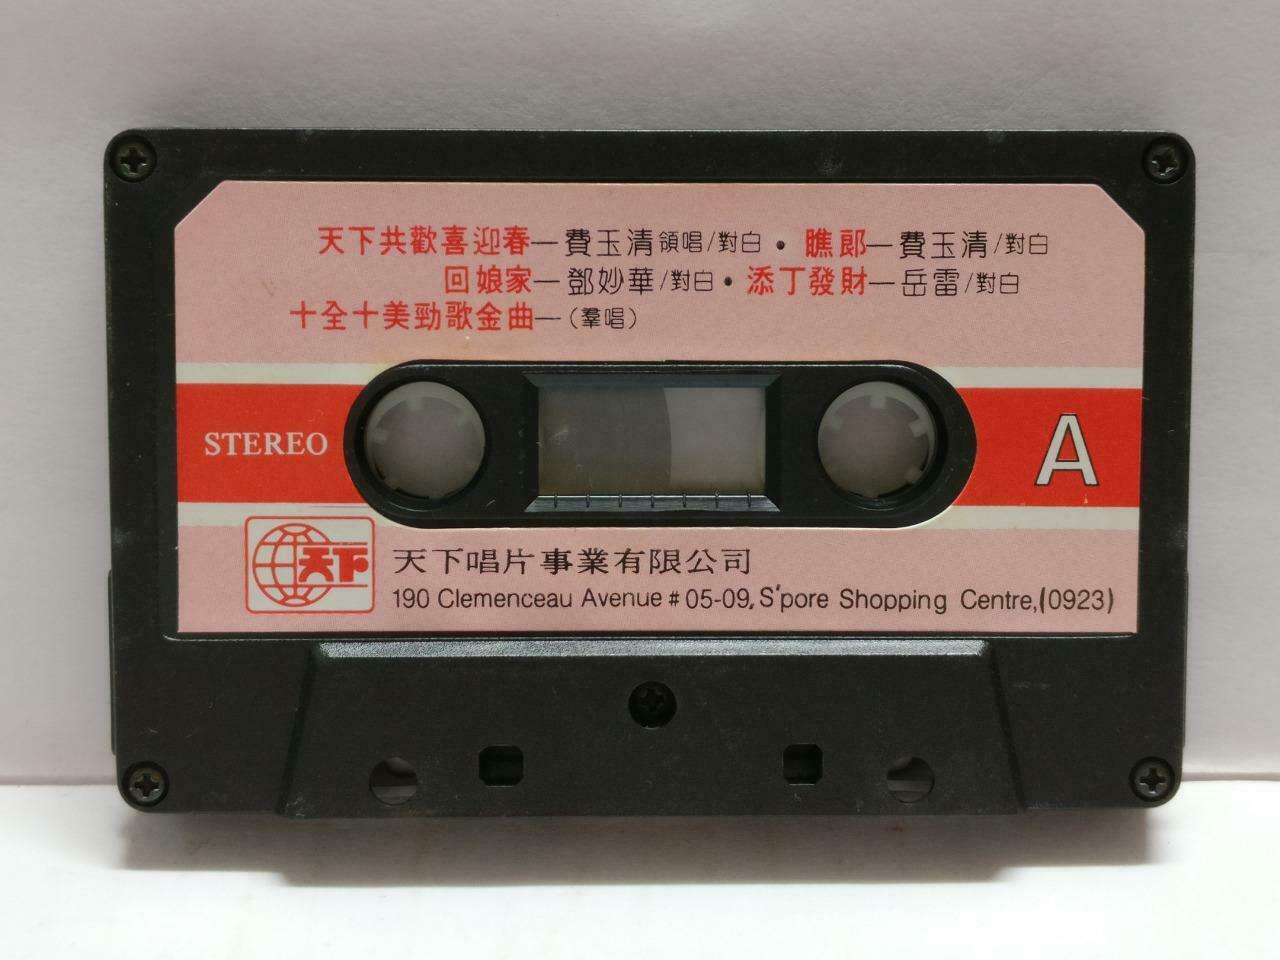 天下共歡喜迎春—費玉清領唱/對白•瞧郎—費玉清/對白
回娘家—鄧妙華/對白•添丁發財—岳雷/對白
十全十美勁歌金曲—(羣唱)
STEREO
A
天下
天下唱片事業有限公司
190 Clemenceau Avenue # 05-09, S'pore Shopping Centre,(0923)